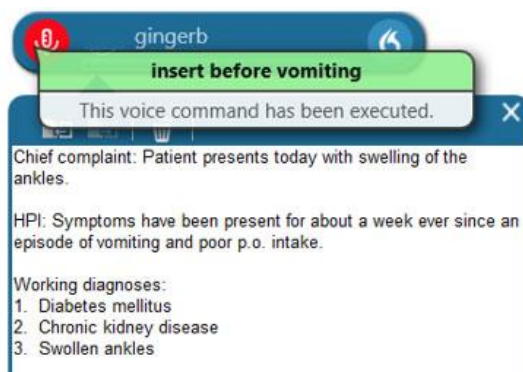 gingerb
insert before vomiting
This voice command has been executed.
Chief complaint: Patient presents today with swelling of the
ankles.
HPI: Symptoms have been present for about a week ever since an
episode of vomiting and poor p.o. intake.
Working diagnoses:
1. Diabetes mellitus
2. Chronic kidney disease
3. Swollen ankles